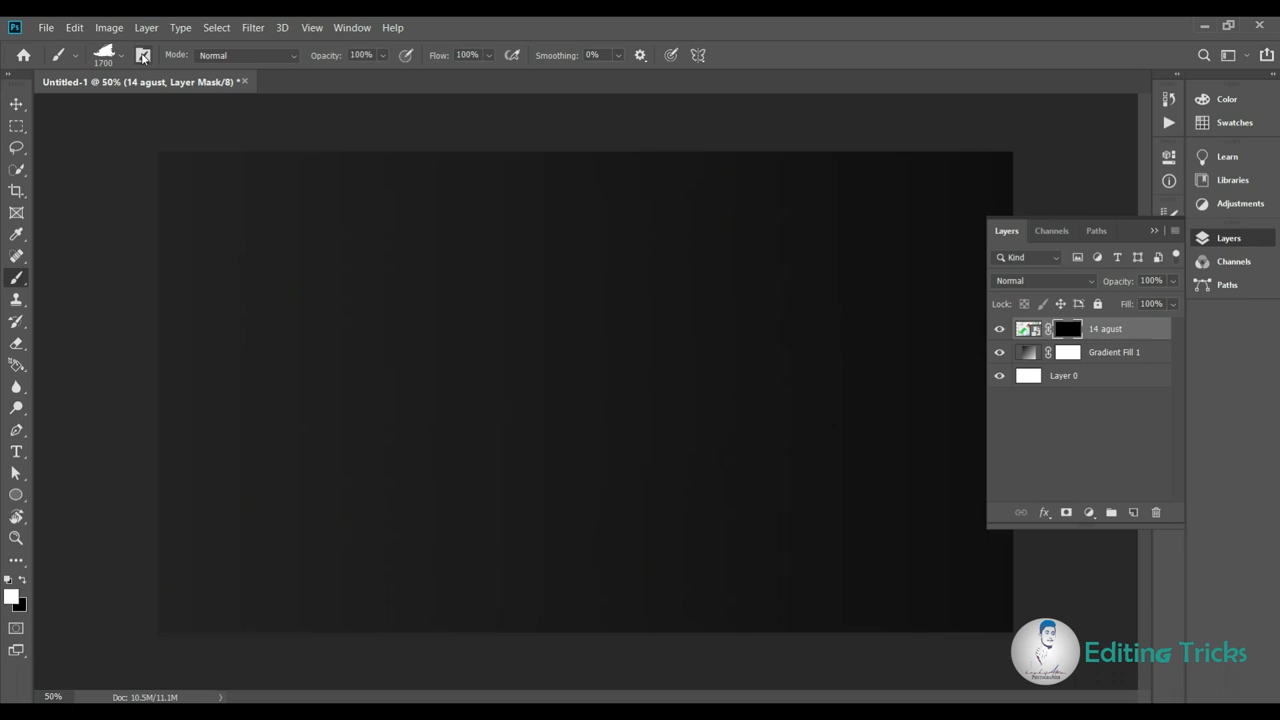 Ps File Edit Image Layer Type Select Filter 3D View Window Help
1700 Mode: Normal Opacity: 100% Flow: 100% Smoothing: 0%
Untitled-1 @ 50% (14 agust, Layer Mask/8) *
Color
Swatches
Learn
Libraries
Adjustments
Layers
Channels
Paths
Layers Channels Paths
Kind
Normal Opacity: 100%
Lock: Fill: 100%
14 agust
Gradient Fill 1
Layer 0
fx
Editing Tricks
50% Doc: 10.5M/11.1M